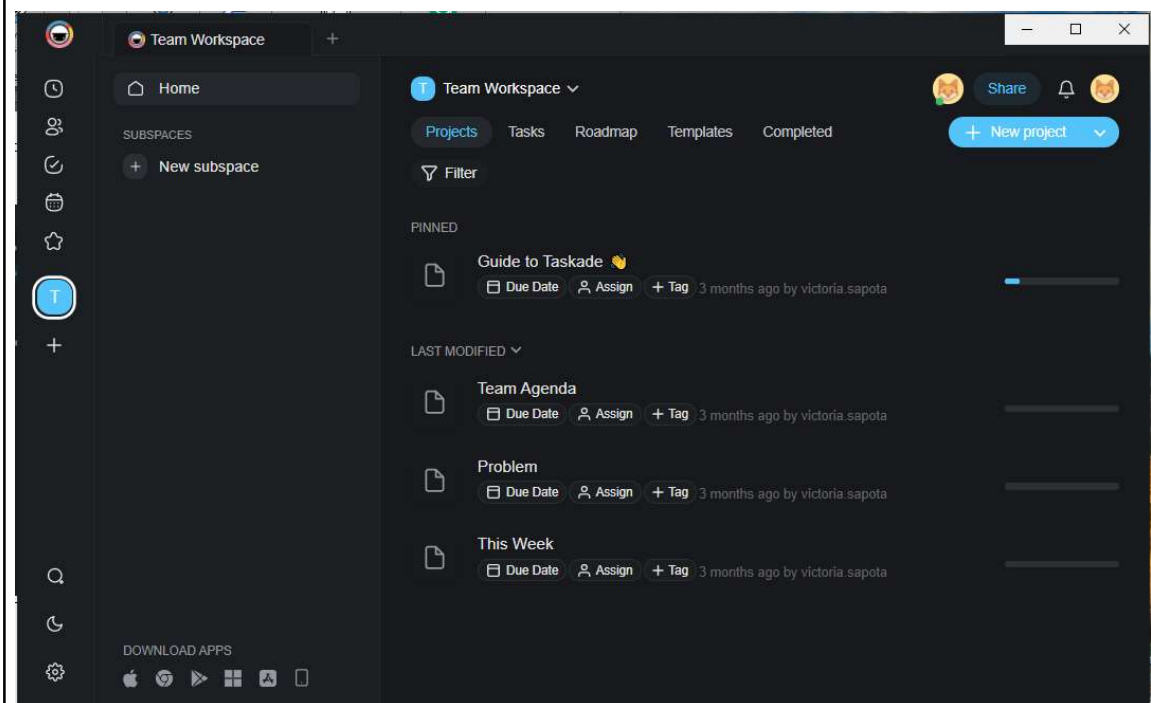 Team Workspace
Home
SUBSPACES
New subspace
DOWNLOAD APPS
T
T Team Workspace
Share
Projects Tasks Roadmap Templates Completed
+ New project
Filter
PINNED
Guide to Taskade 👋
Due Date Assign + Tag 3 months ago by victoria.sapota
LAST MODIFIED
Team Agenda
Due Date Assign + Tag 3 months ago by victoria.sapota
Problem
Due Date Assign + Tag 3 months ago by victoria.sapota
This Week
Due Date Assign + Tag 3 months ago by victoria.sapota